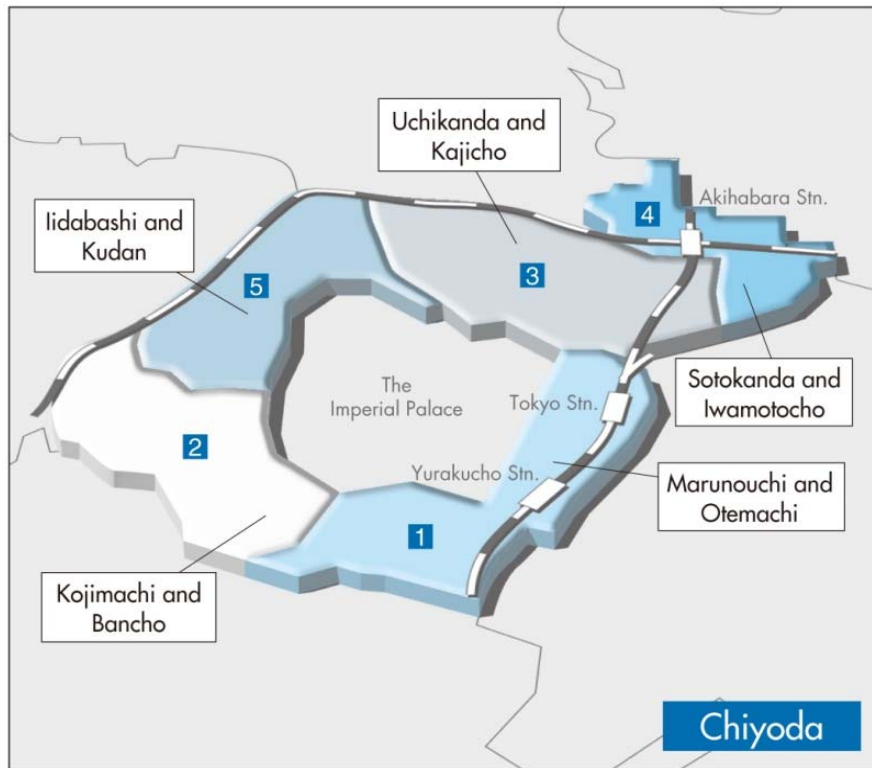 Uchikanda and
Kajicho
Akihabara Stn.
4
Iidabashi and
Kudan
5
3
The
Imperial Palace
Tokyo Stn.
Sotokanda and
Iwamotocho
2
Yurakucho Stn.
Marunouchi and
Otemachi
1
Kojimachi and
Bancho
Chiyoda